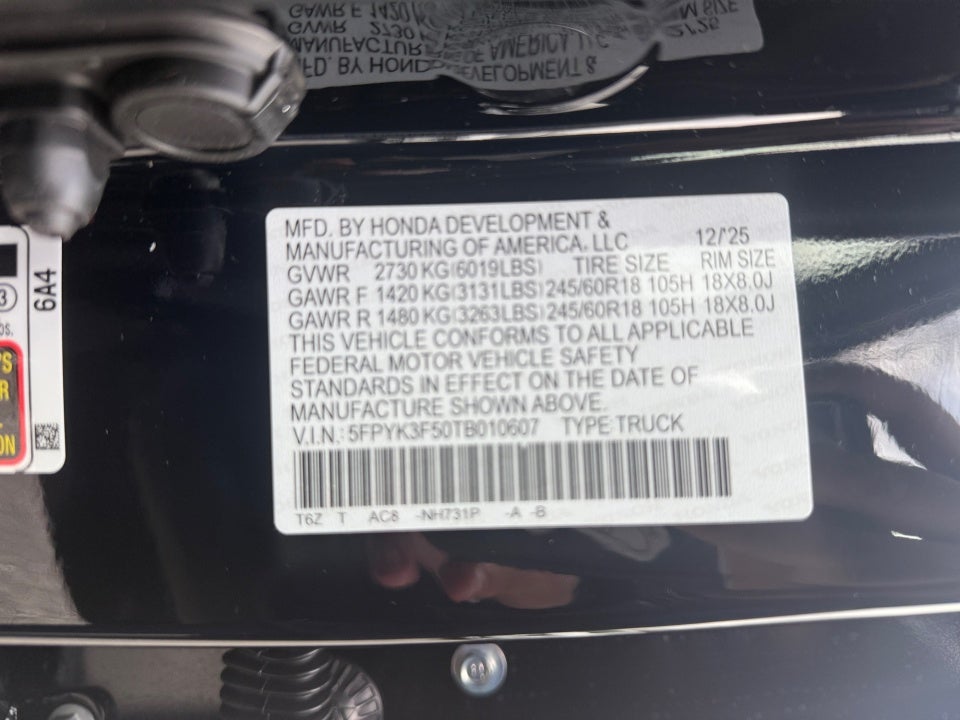 MFD. BY HONDA DEVELOPMENT &
MANUFACTURING OF AMERICA, LLC 12/'25
GVWR 2730 KG(6019LBS) TIRE SIZE RIM SIZE
GAWR F 1420 KG(3131LBS) 245/60R18 105H 18X8.0J
GAWR R 1480 KG(3263LBS) 245/60R18 105H 18X8.0J
THIS VEHICLE CONFORMS TO ALL APPLICABLE
FEDERAL MOTOR VEHICLE SAFETY
STANDARDS IN EFFECT ON THE DATE OF
MANUFACTURE SHOWN ABOVE.
V.I.N.: 5FPYK3F50TB010607 TYPE TRUCK
T6Z T AC8 -NH731P -A -B
6A4